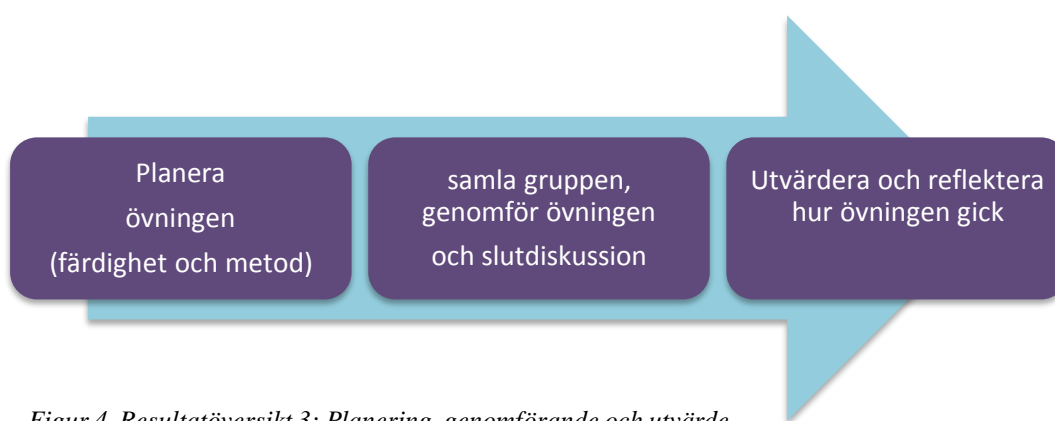 Planera
övningen
(färdighet och metod)
samla gruppen,
genomför övningen
och slutdiskussion
Utvärdera och reflektera
hur övningen gick
Figur 4. Resultatöversikt 3: Planering, genomförande och utvärde